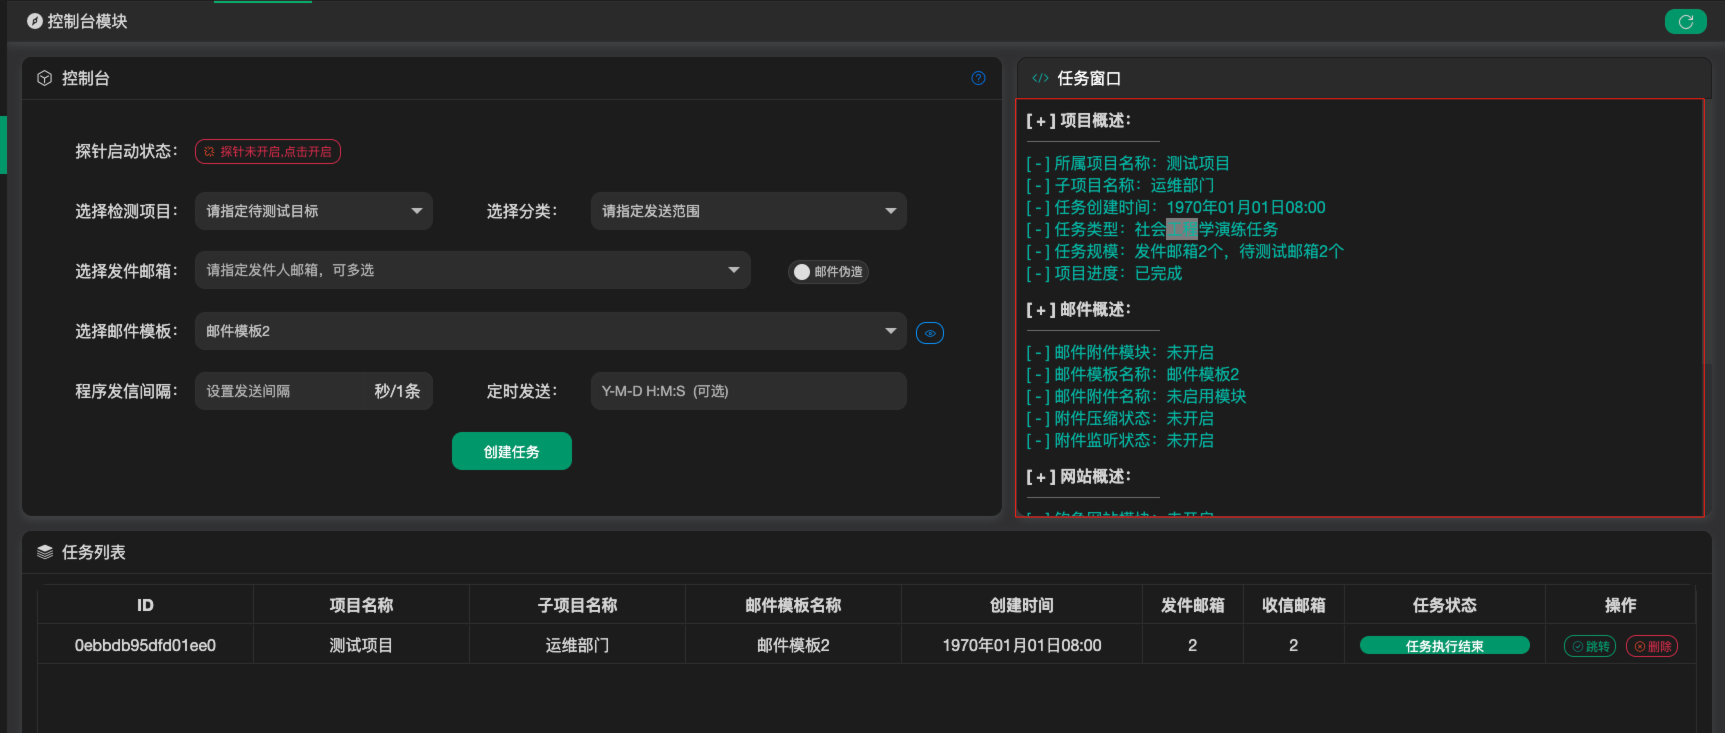 控制台模块
控制台
探针启动状态：
探针未开启,点击开启
选择检测项目：
请指定待测试目标
选择分类：
请指定发送范围
选择发件邮箱：
请指定发件人邮箱，可多选
邮件伪造
选择邮件模板：
邮件模板2
程序发信间隔：
设置发送间隔
秒/1条
定时发送：
Y-M-D H:M:S (可选)
创建任务
</> 任务窗口
[ + ] 项目概述：
[ - ] 所属项目名称：测试项目
[ - ] 子项目名称：运维部门
[ - ] 任务创建时间：1970年01月01日08:00
[ - ] 任务类型：社会工程学演练任务
[ - ] 任务规模：发件邮箱2个，待测试邮箱2个
[ - ] 项目进度：已完成
[ + ] 邮件概述：
[ - ] 邮件附件模块：未开启
[ - ] 邮件模板名称：邮件模板2
[ - ] 邮件附件名称：未启用模块
[ - ] 附件压缩状态：未开启
[ - ] 附件监听状态：未开启
[ + ] 网站概述：
[ - ] 钓鱼网站模块：未开启
任务列表
ID 项目名称 子项目名称 邮件模板名称 创建时间 发件邮箱 收信邮箱 任务状态 操作
0ebbdb95dfd01ee0 测试项目 运维部门 邮件模板2 1970年01月01日08:00 2 2 任务执行结束 跳转 删除